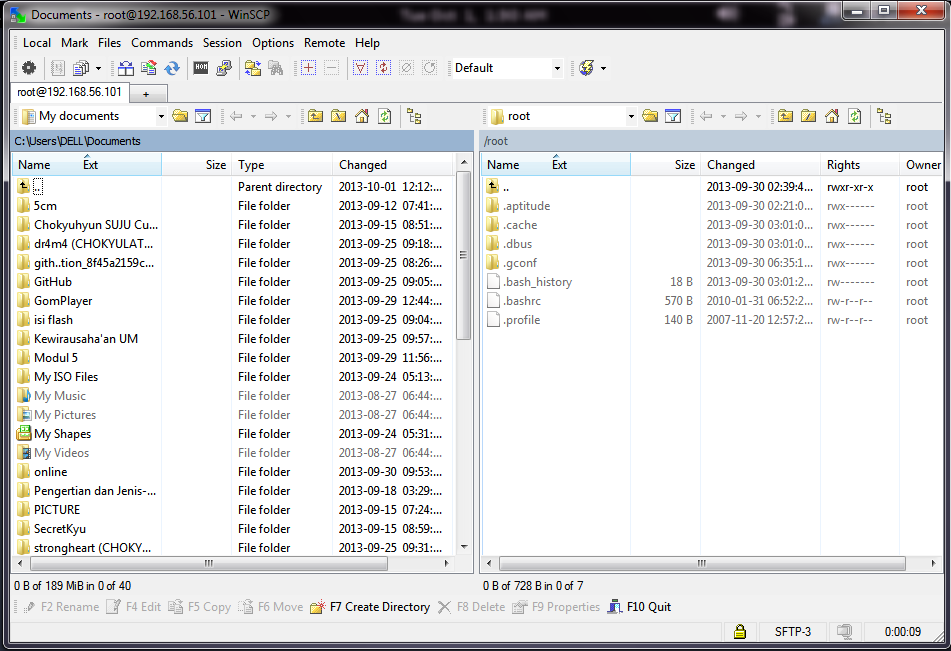 Documents - root@192.168.56.101 - WinSCP
Local Mark Files Commands Session Options Remote Help
Default
root@192.168.56.101 +
My documents
root
C:\Users\DELL\Documents
/root
Name Ext Size Type Changed
Name Ext Size Changed Rights Owner
.. Parent directory 2013-10-01 12:12:...
5cm File folder 2013-09-12 07:41:...
Chokyuhyun SUJU Cu... File folder 2013-09-15 08:51:...
dr4m4 (CHOKYULAT... File folder 2013-09-25 09:18:...
gith..tion_8f45a2159c... File folder 2013-09-25 08:26:...
GitHub File folder 2013-09-25 09:05:...
GomPlayer File folder 2013-09-29 12:44:...
isi flash File folder 2013-09-25 09:04:...
Kewirausaha'an UM File folder 2013-09-25 09:57:...
Modul 5 File folder 2013-09-29 11:56:...
My ISO Files File folder 2013-09-24 05:13:...
My Music File folder 2013-08-27 06:44:...
My Pictures File folder 2013-08-27 06:44:...
My Shapes File folder 2013-09-24 05:31:...
My Videos File folder 2013-08-27 06:44:...
online File folder 2013-09-30 09:53:...
Pengertian dan Jenis-... File folder 2013-09-18 03:29:...
PICTURE File folder 2013-09-15 07:24:...
SecretKyu File folder 2013-09-15 08:59:...
strongheart (CHOKY... File folder 2013-09-25 09:31:...
.. 2013-09-30 02:39:4... rwxr-xr-x root
.aptitude 2013-09-30 02:21:0... rwx------ root
.cache 2013-09-30 03:01:0... rwx------ root
.dbus 2013-09-30 03:01:0... rwx------ root
.gconf 2013-09-30 06:35:1... rwx------ root
.bash_history 18 B 2013-09-30 03:01:2... rw------- root
.bashrc 570 B 2010-01-31 06:52:2... rw-r--r-- root
.profile 140 B 2007-11-20 12:57:2... rw-r--r-- root
0 B of 189 MiB in 0 of 40
0 B of 728 B in 0 of 7
F2 Rename F4 Edit F5 Copy F6 Move F7 Create Directory F8 Delete F9 Properties F10 Quit
SFTP-3 0:00:09